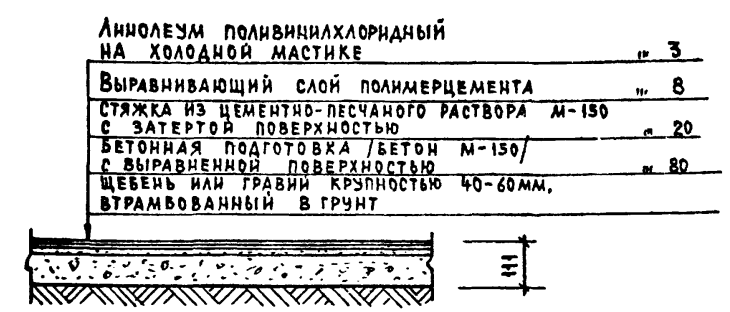 Линолеум поливинилхлоридный
на холодной мастике " 3
Выравнивающий слой полимерцемента " 8
Стяжка из цементно-песчаного раствора М-150
с затертой поверхностью " 20
Бетонная подготовка /бетон М-150/
с выравненной поверхностью " 80
Щебень или гравий крупностью 40-60мм,
втрамбованный в грунт
111